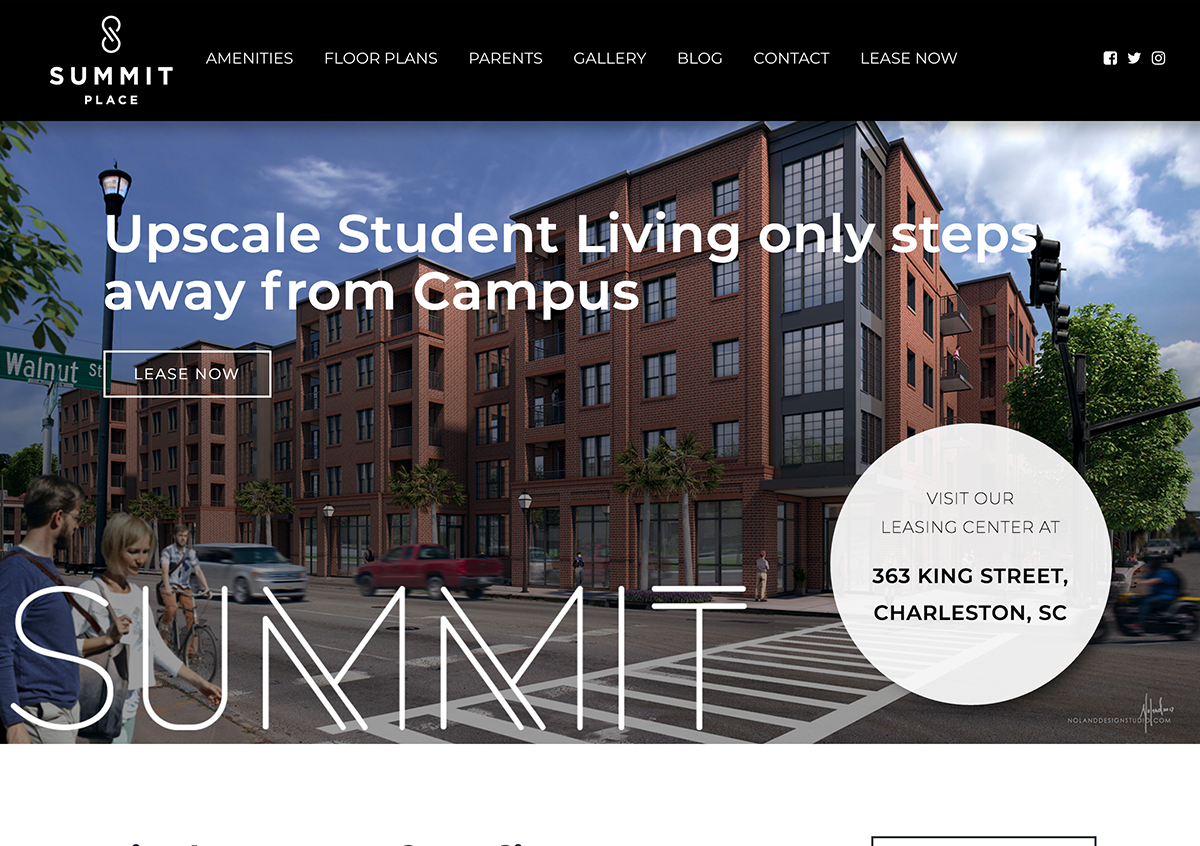 SUMMIT
PLACE
AMENITIES FLOOR PLANS PARENTS GALLERY BLOG CONTACT LEASE NOW
Upscale Student Living only steps
away from Campus
Walnut St
LEASE NOW
VISIT OUR
LEASING CENTER AT
363 KING STREET,
CHARLESTON, SC
SUMMIT
NOLANDDESIGNSTUDIO.COM